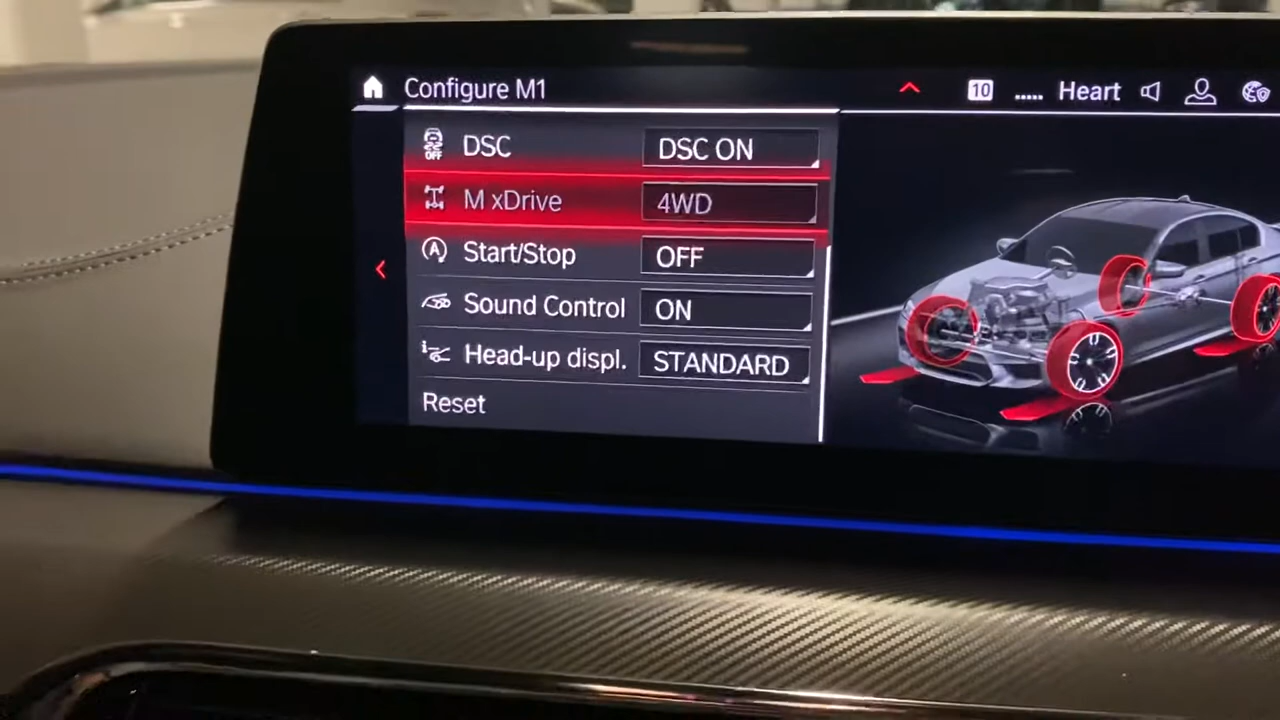 Configure M1
10 ..... Heart
DSC OFF DSC ON
M xDrive 4WD
A Start/Stop OFF
Sound Control ON
i Head-up displ. STANDARD
Reset